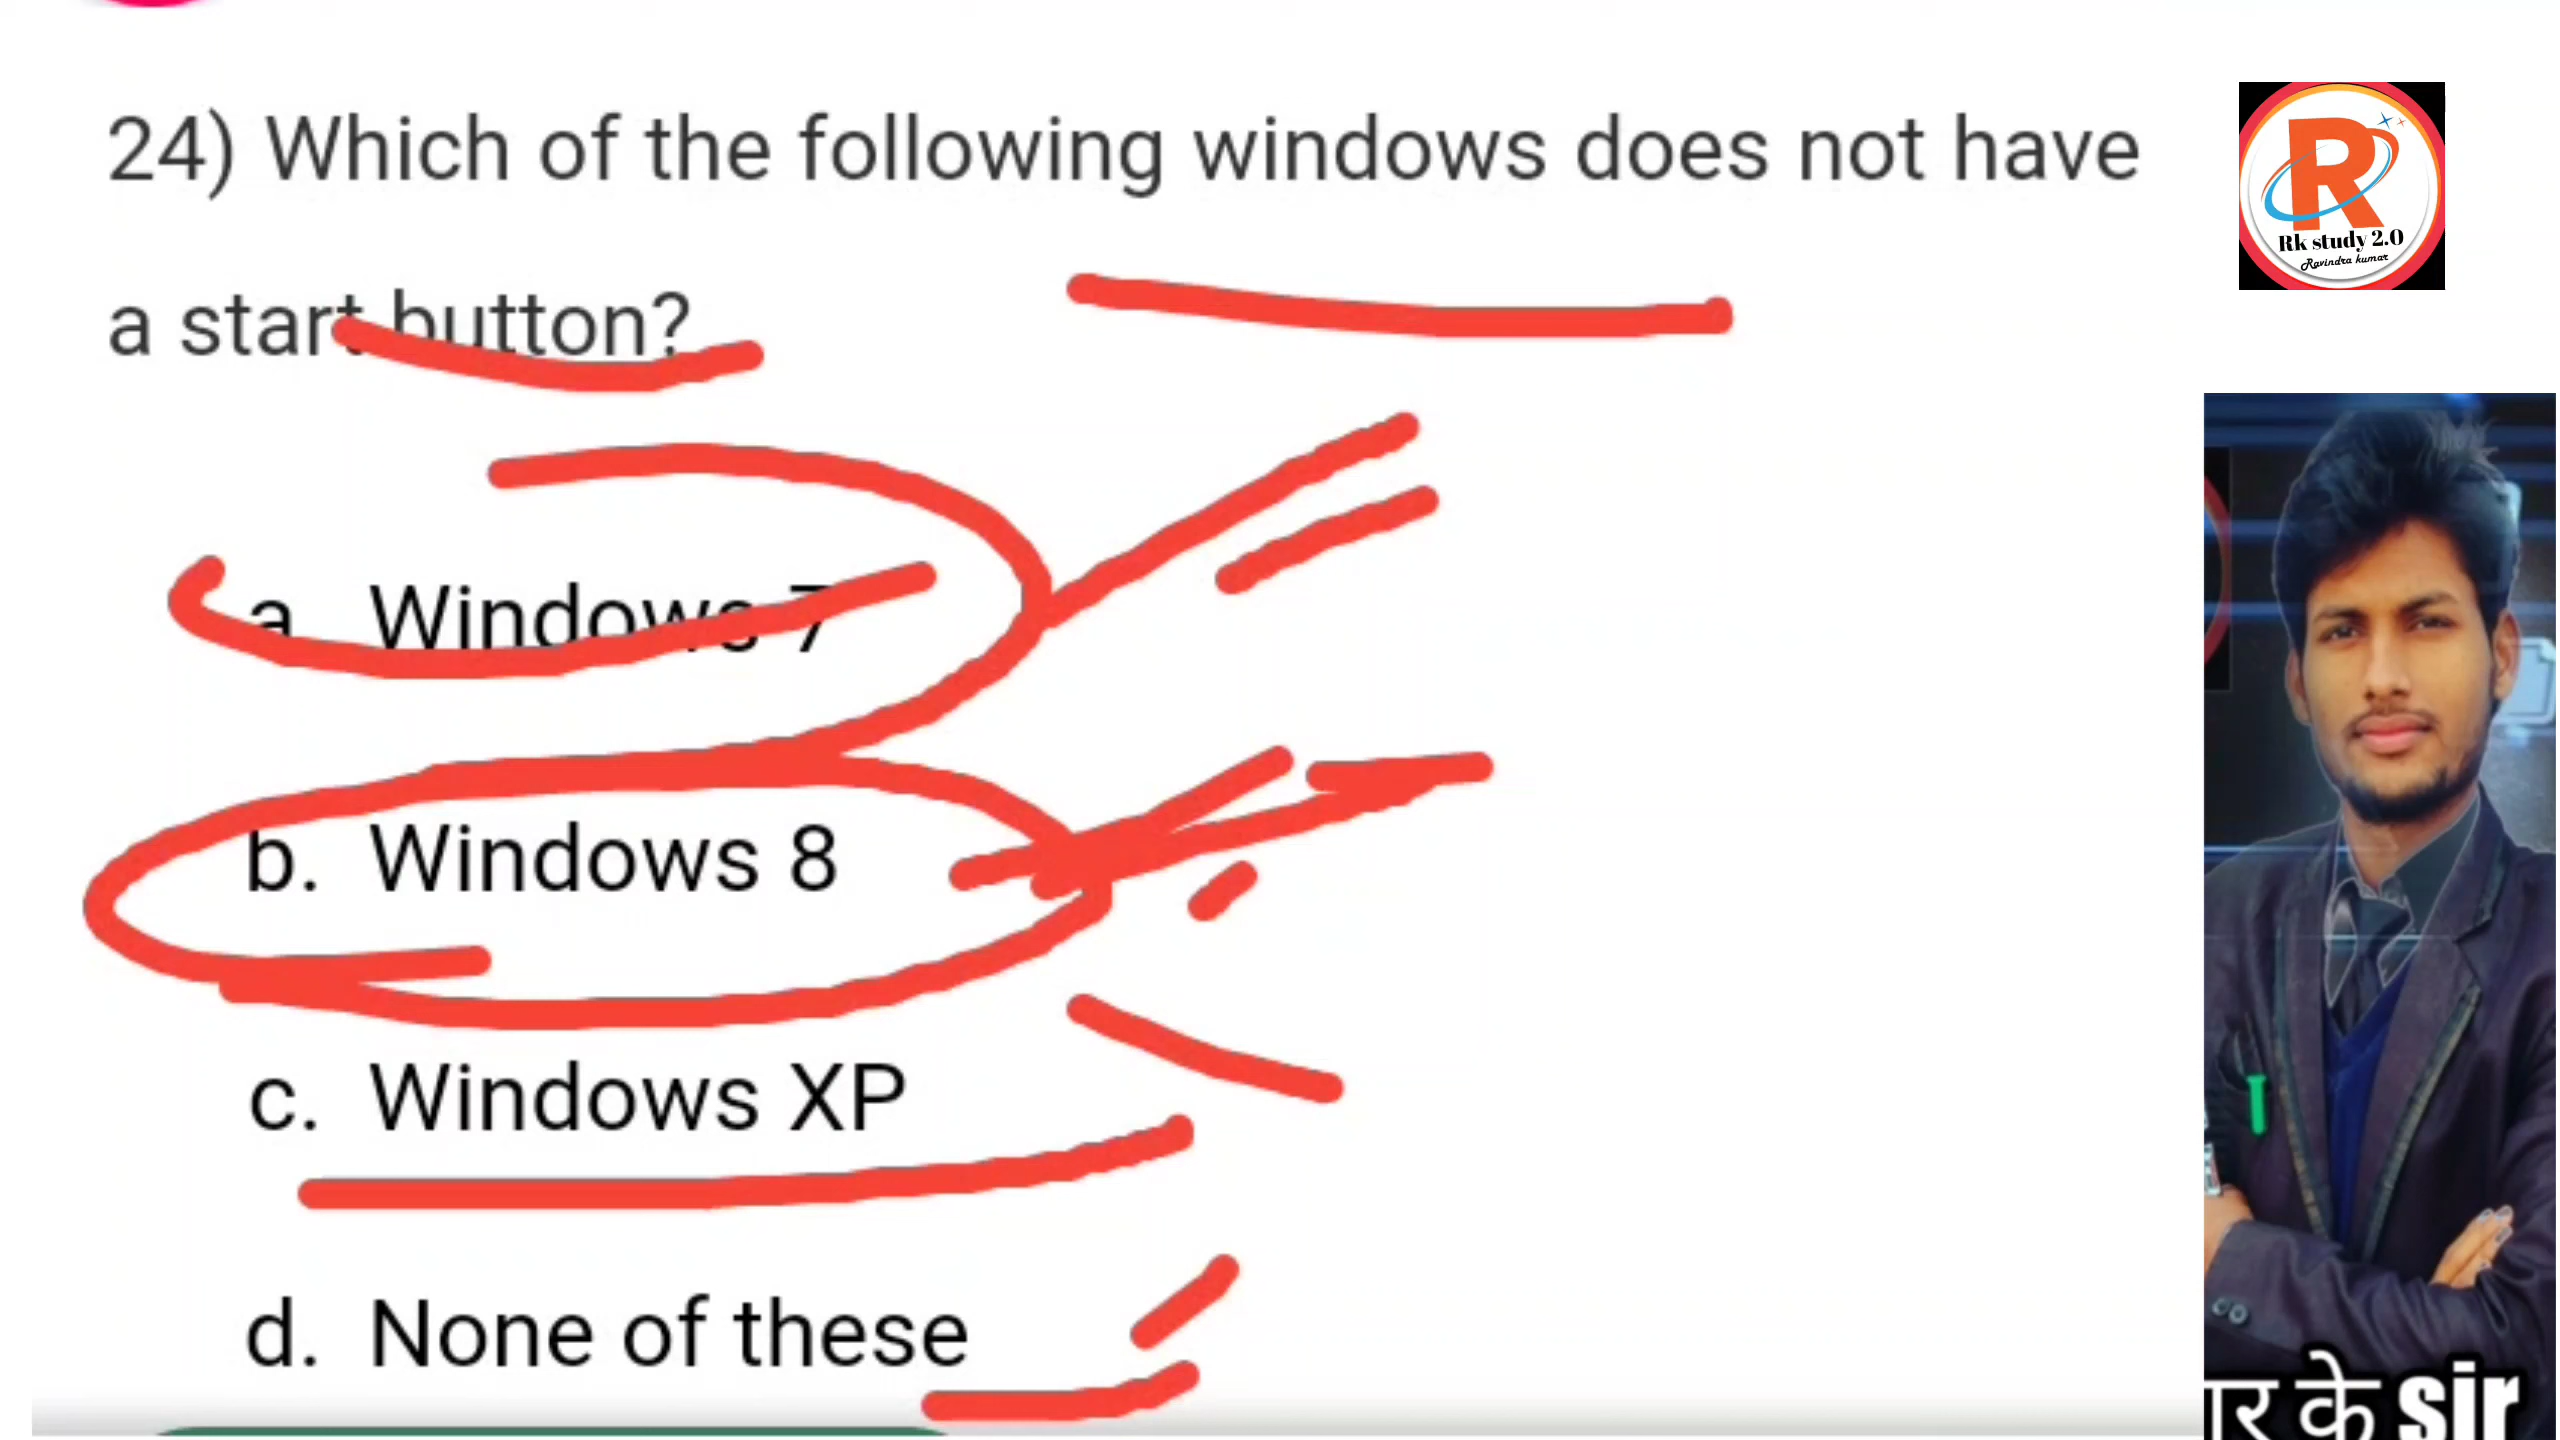 24) Which of the following windows does not have
a start button?
a. Windows 7
b. Windows 8
c. Windows XP
d. None of these
Rk study 2.0
Ravindra kumar
के sir